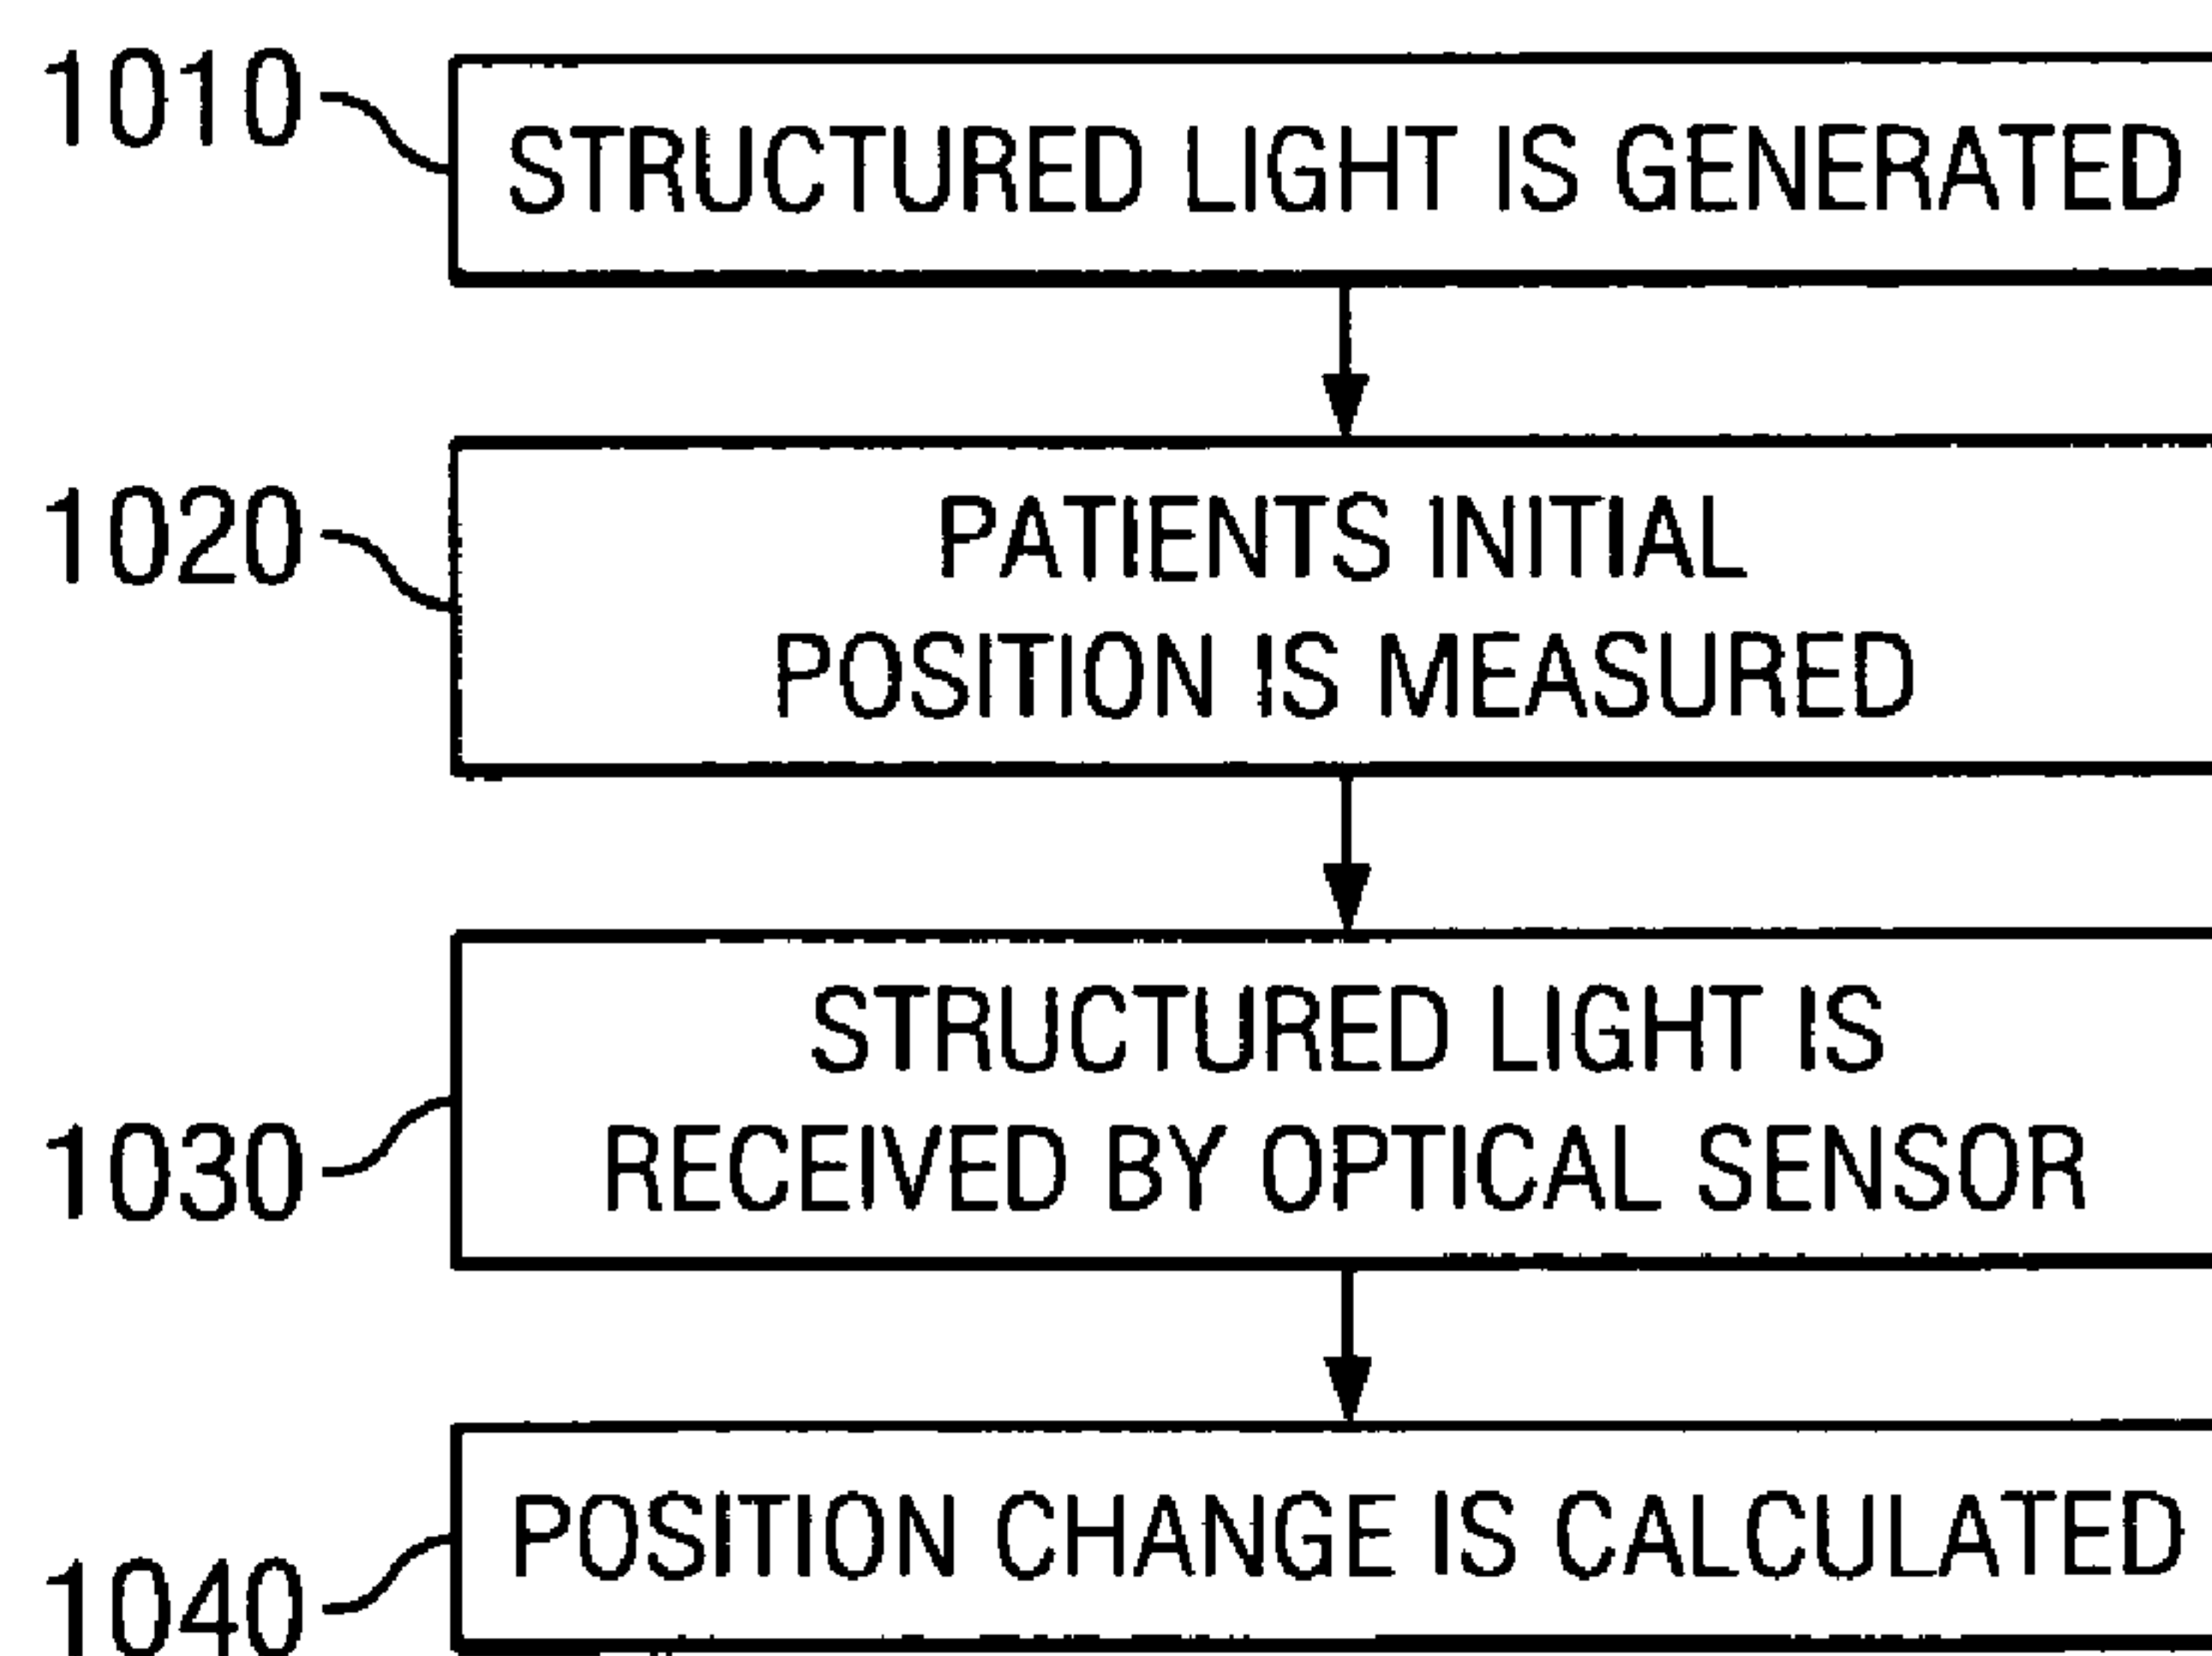 1010
STRUCTURED LIGHT IS GENERATED
1020
PATIENTS INITIAL
POSITION IS MEASURED
STRUCTURED LIGHT IS
1030
RECEIVED BY OPTICAL SENSOR
POSITION CHANGE IS CALCULATED
1040